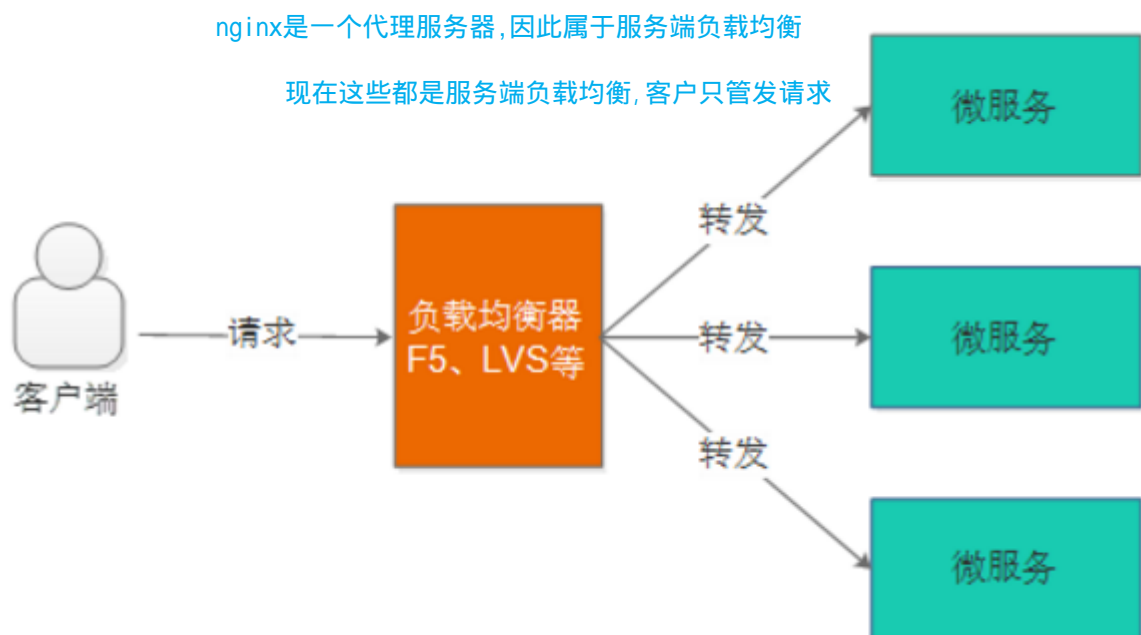 nginx是一个代理服务器,因此属于服务端负载均衡
现在这些都是服务端负载均衡,客户只管发请求
微服务
转发
客户端
请求
负载均衡器
F5、LVS等
转发
微服务
转发
微服务